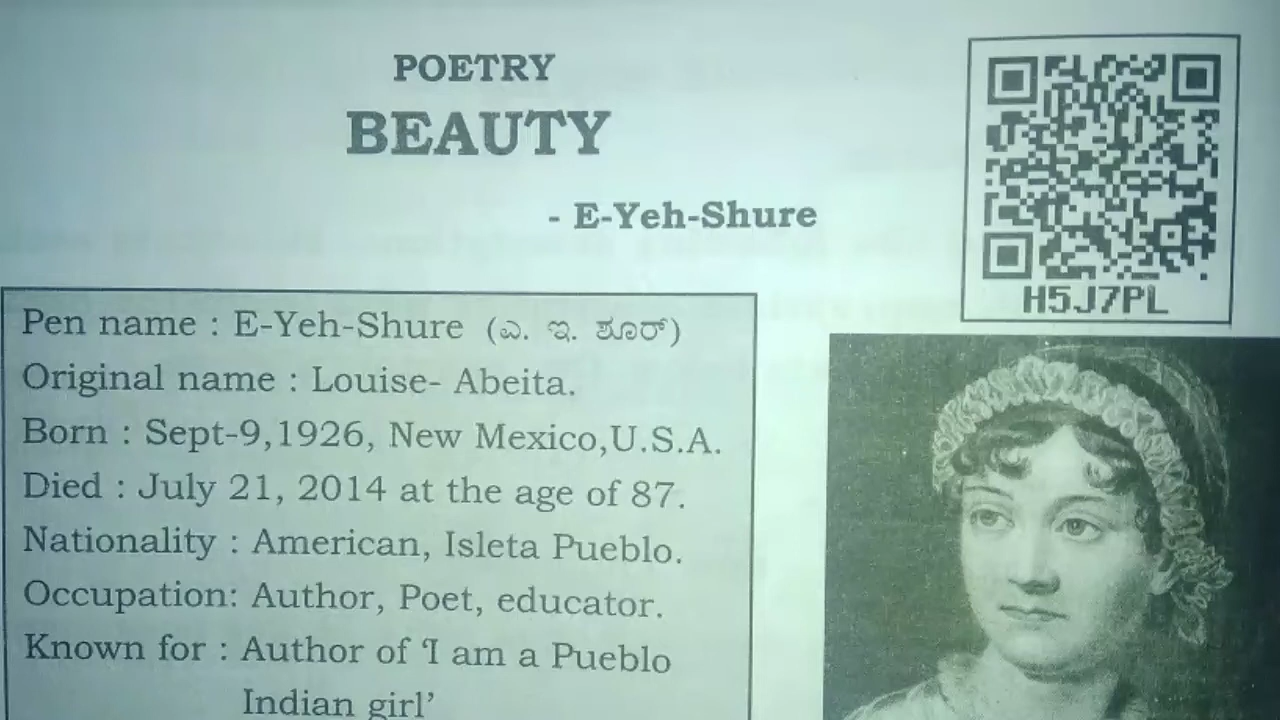 POETRY
BEAUTY
- E-Yeh-Shure
H5J7PL
Pen name : E-Yeh-Shure (ಎ. ಇ. ಶೂರ್)
Original name : Louise- Abeita.
Born : Sept-9,1926, New Mexico,U.S.A.
Died : July 21, 2014 at the age of 87.
Nationality : American, Isleta Pueblo.
Occupation: Author, Poet, educator.
Known for : Author of ‘I am a Pueblo
Indian girl’